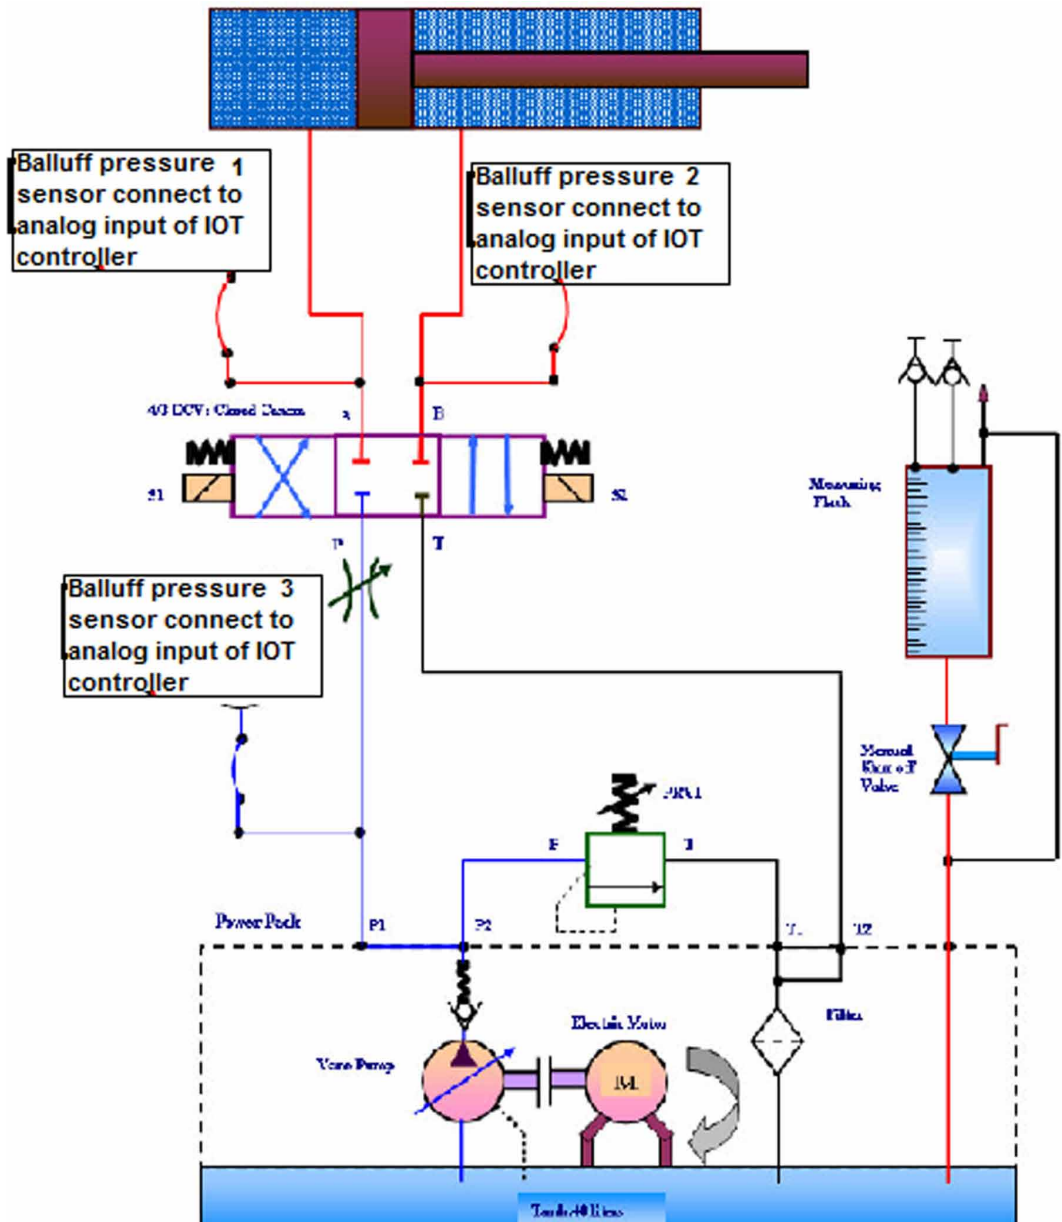 Balluff pressure 1
sensor connect to
analog input of IOT
controller
Balluff pressure 2
sensor connect to
analog input of IOT
controller
4/3 DCV: Closed
A
B
S1
S2
P
T
Measuring
Flask
Balluff pressure 3
sensor connect to
analog input of IOT
controller
Manual
Shut off
Valve
P
T
Power Pack
P1
P2
T1
T2
Electric Motor
Filter
Vane Pump
M